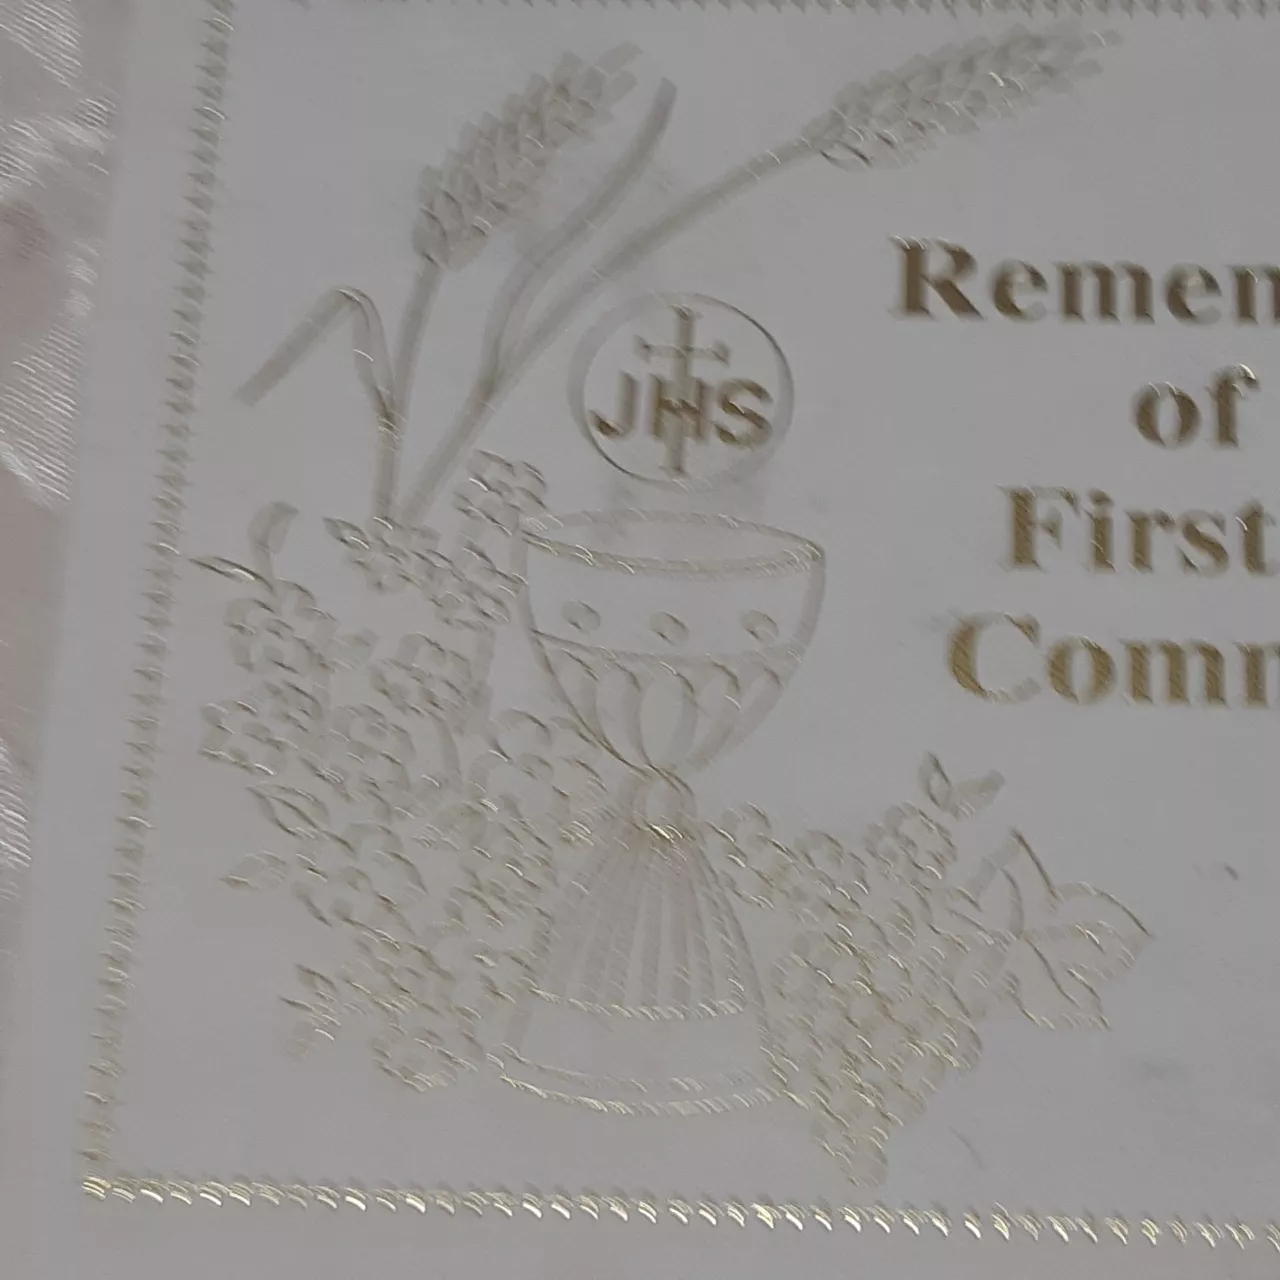 JHS
Remem
of
First
Comm